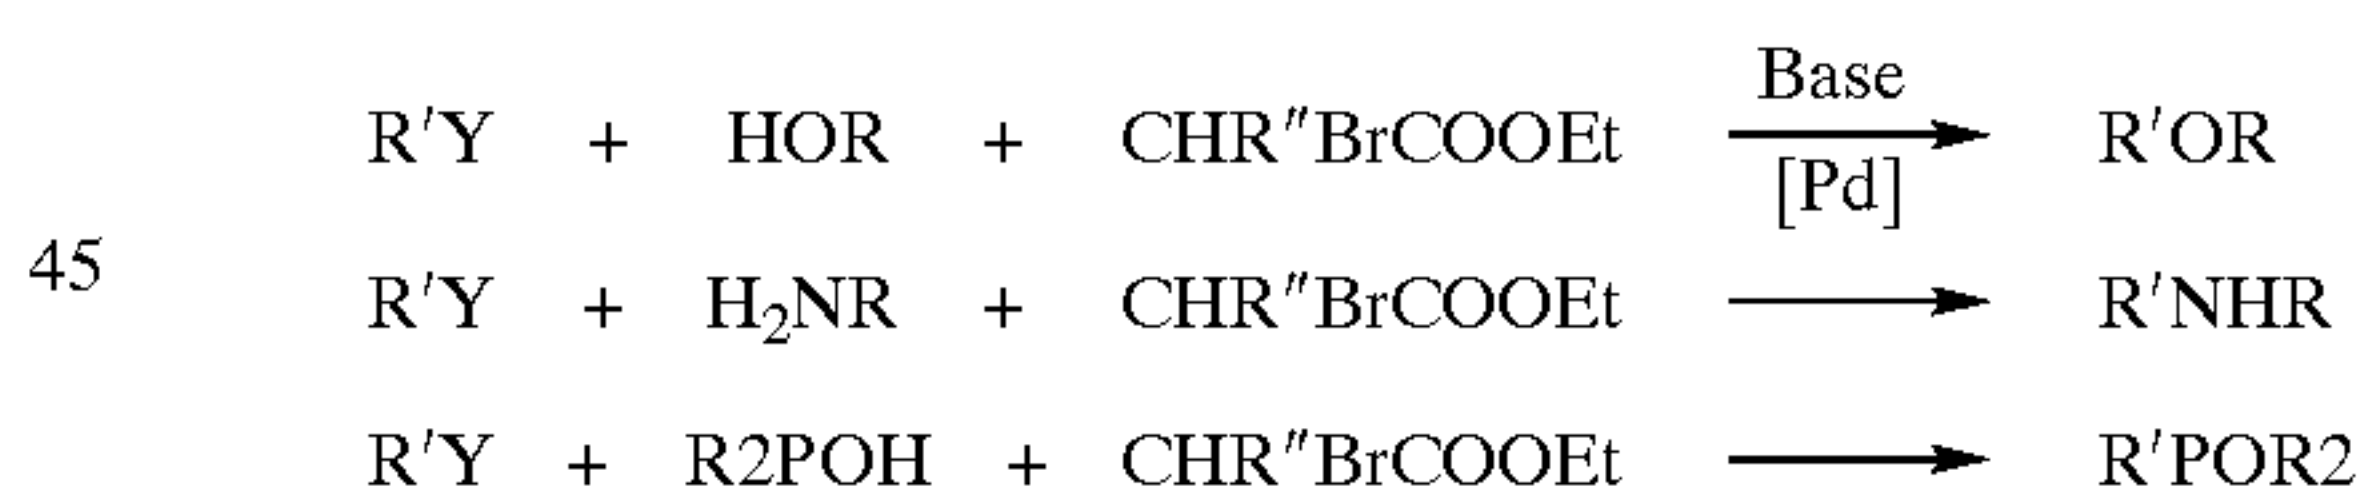 Base
R′Y + HOR + CHR″BrCOOEt R′OR
[Pd]
45
R′Y + H₂NR + CHR″BrCOOEt R′NHR
R′Y + R2POH + CHR″BrCOOEt R′POR2